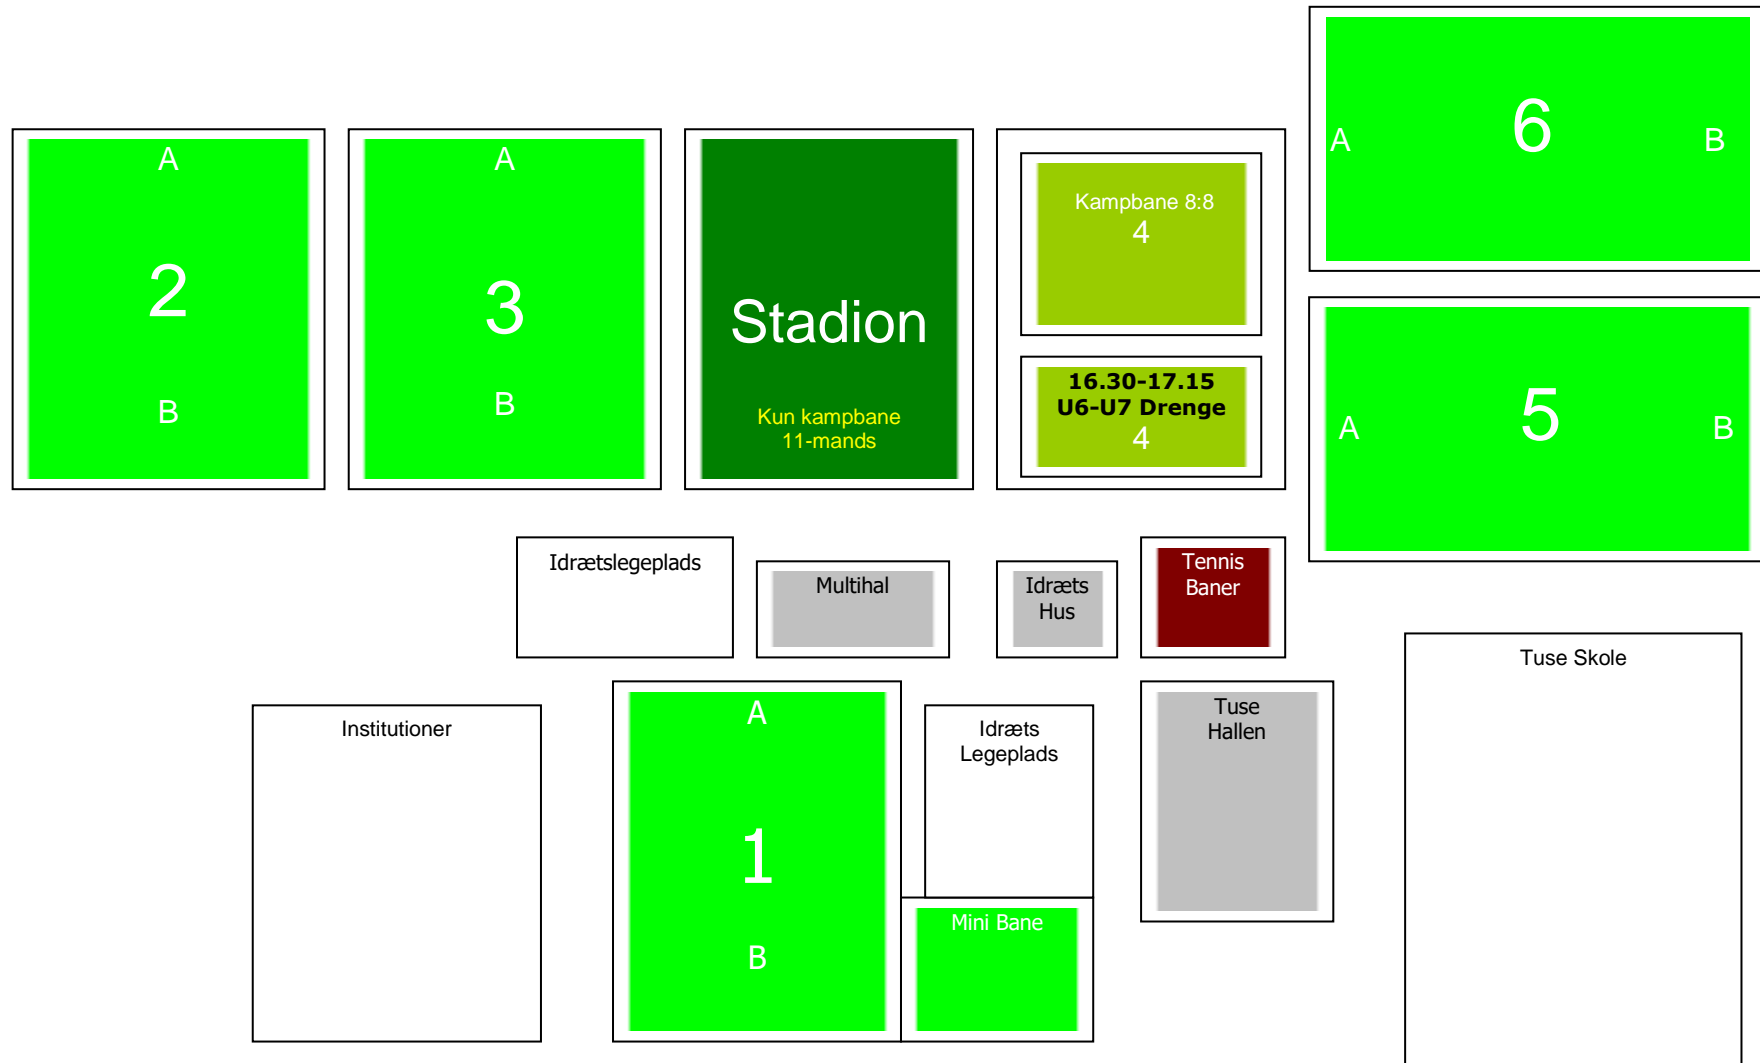 A
6
B
A
2
B
A
3
B
Stadion
Kun kampbane
11-mands
Kampbane 8:8
4
16.30-17.15
U6-U7 Drenge
4
A
5
B
Idrætslegeplads
Multihal
Idræts
Hus
Tennis
Baner
Tuse Skole
Institutioner
A
1
B
Idræts
Legeplads
Mini Bane
Tuse
Hallen